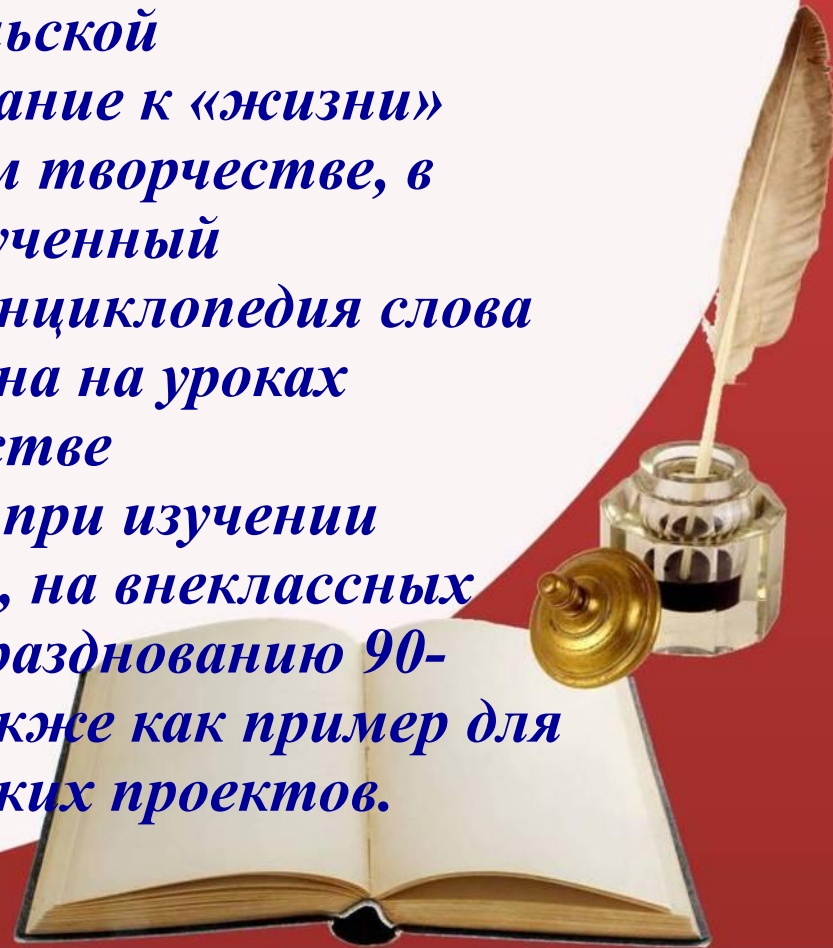 ьской
ание к «жизни»
м творчестве, в
ученный
нциклопедия слова
на на уроках
стве
при изучении
, на внеклассных
разднованию 90-
кже как пример для
ких проектов.